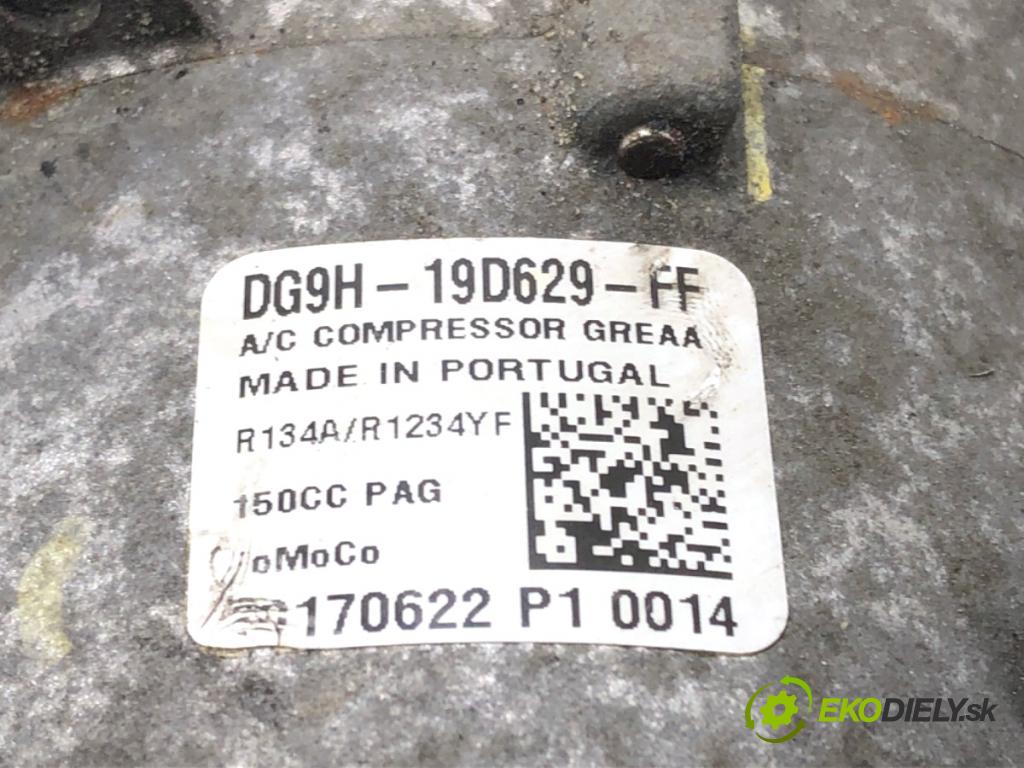 DG9H-19D629-FF
A/C COMPRESSOR GREAA
MADE IN PORTUGAL
R134A/R1234YF
150CC PAG
oMoCo
170622 P1 0014
EKODIELY.sk